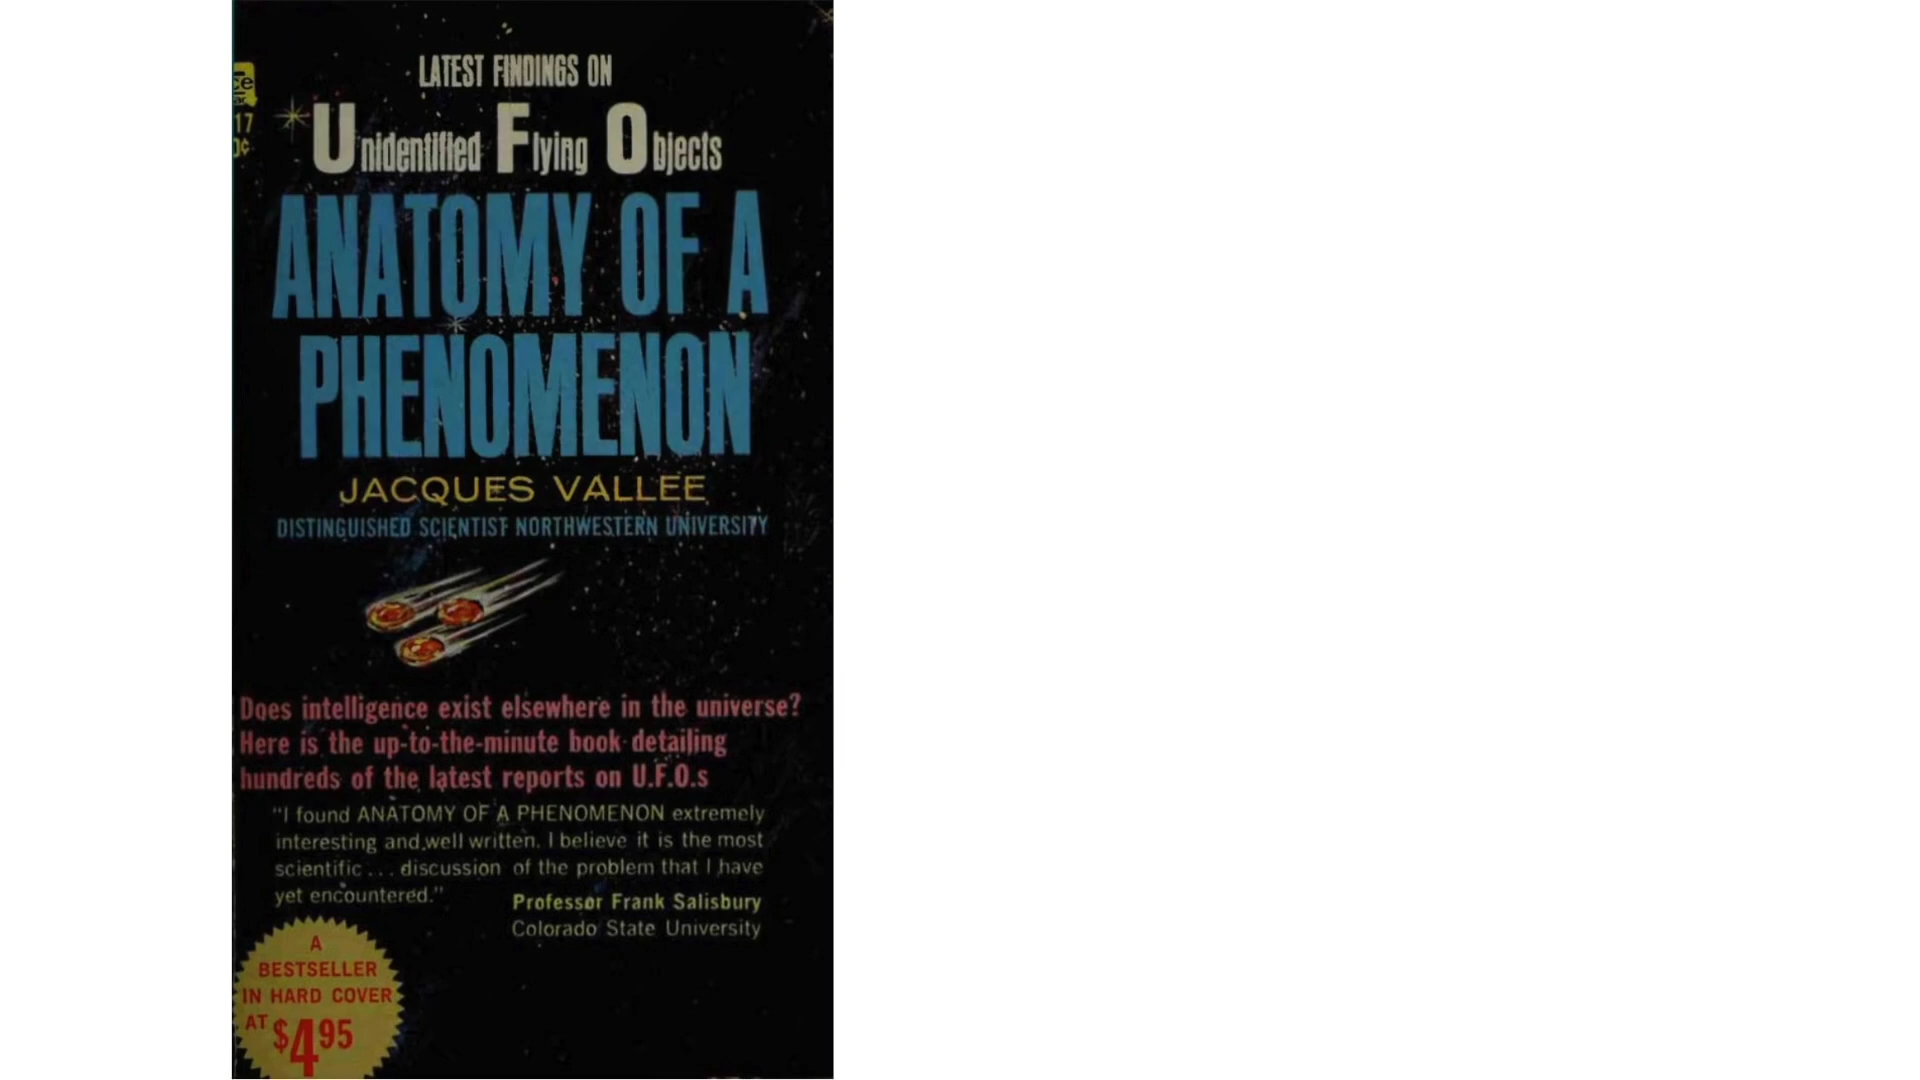 LATEST FINDINGS ON
Unidentified Flying Objects
ANATOMY OF A
PHENOMENON
JACQUES VALLEE
DISTINGUISHED SCIENTIST NORTHWESTERN UNIVERSITY
Does intelligence exist elsewhere in the universe?
Here is the up-to-the-minute book detailing
hundreds of the latest reports on U.F.O.s
"I found ANATOMY OF A PHENOMENON extremely
interesting and well written. I believe it is the most
scientific ... discussion of the problem that I have
yet encountered."
Professor Frank Salisbury
Colorado State University
A
BESTSELLER
IN HARD COVER
AT $495